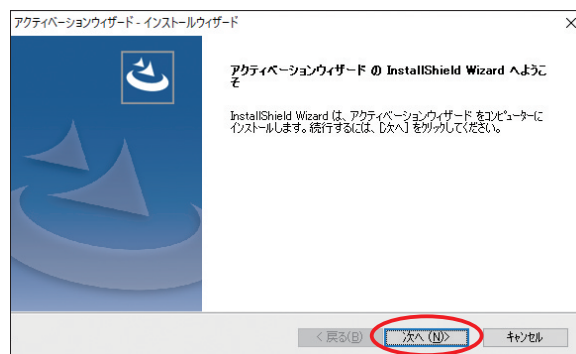 アクティベーションウィザード - インストールウィザード
アクティベーションウィザード の InstallShield Wizard へようこ
そ
InstallShield Wizard は、アクティベーションウィザード をコンピューターに
インストールします。続行するには、[次へ] をクリックしてください。
< 戻る(B)
次へ (N)>
キャンセル